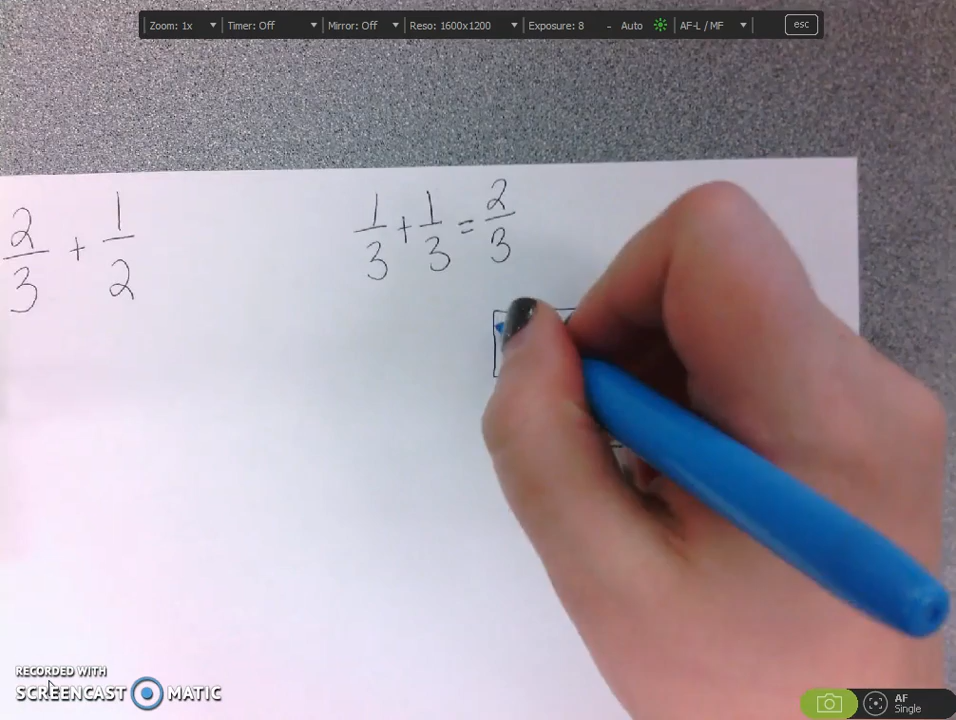 Zoom: 1x Timer: Off Mirror: Off Reso: 1600x1200 Exposure: 8 - Auto AF-L / MF esc
2/3 + 1/2
1/3 + 1/3 = 2/3
RECORDED WITH
SCREENCAST MATIC
AF
Single